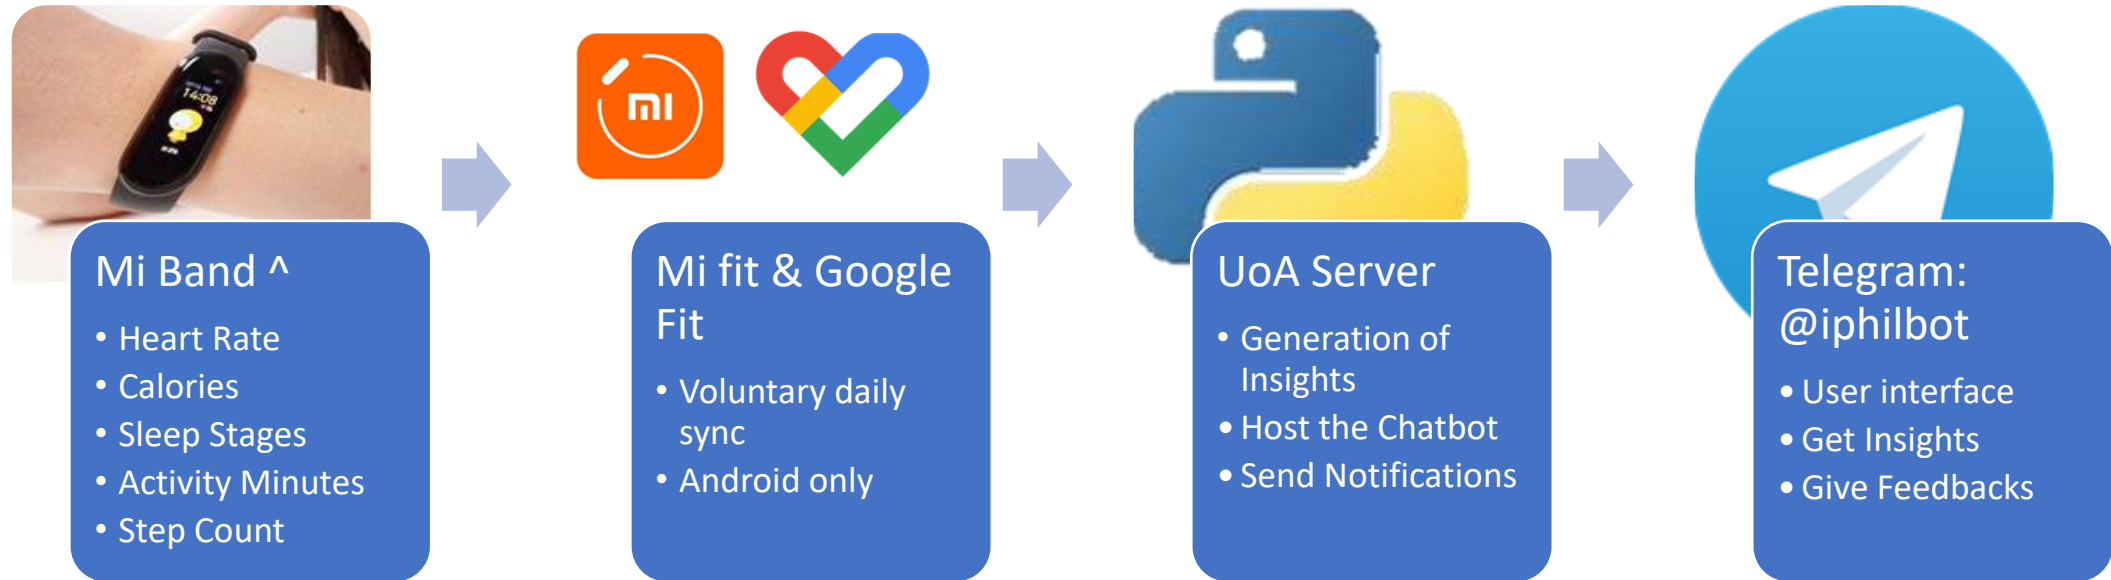 14:08
mi
Mi Band ^
• Heart Rate
• Calories
• Sleep Stages
• Activity Minutes
• Step Count
Mi fit & Google
Fit
• Voluntary daily
sync
• Android only
UoA Server
• Generation of
Insights
• Host the Chatbot
• Send Notifications
Telegram:
@iphilbot
• User interface
• Get Insights
• Give Feedbacks